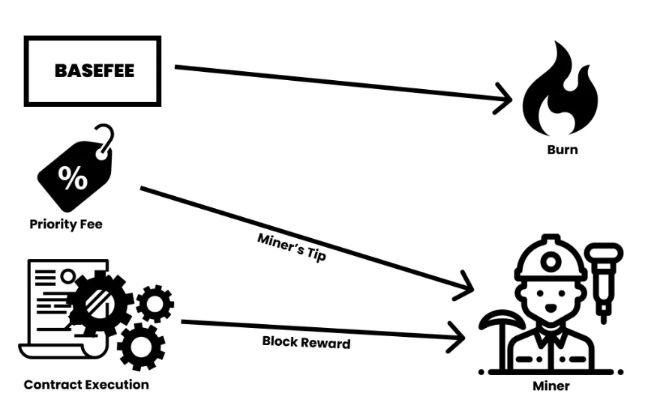 BASEFEE
Burn
%
Priority Fee
Miner's Tip
Block Reward
Contract Execution
Miner